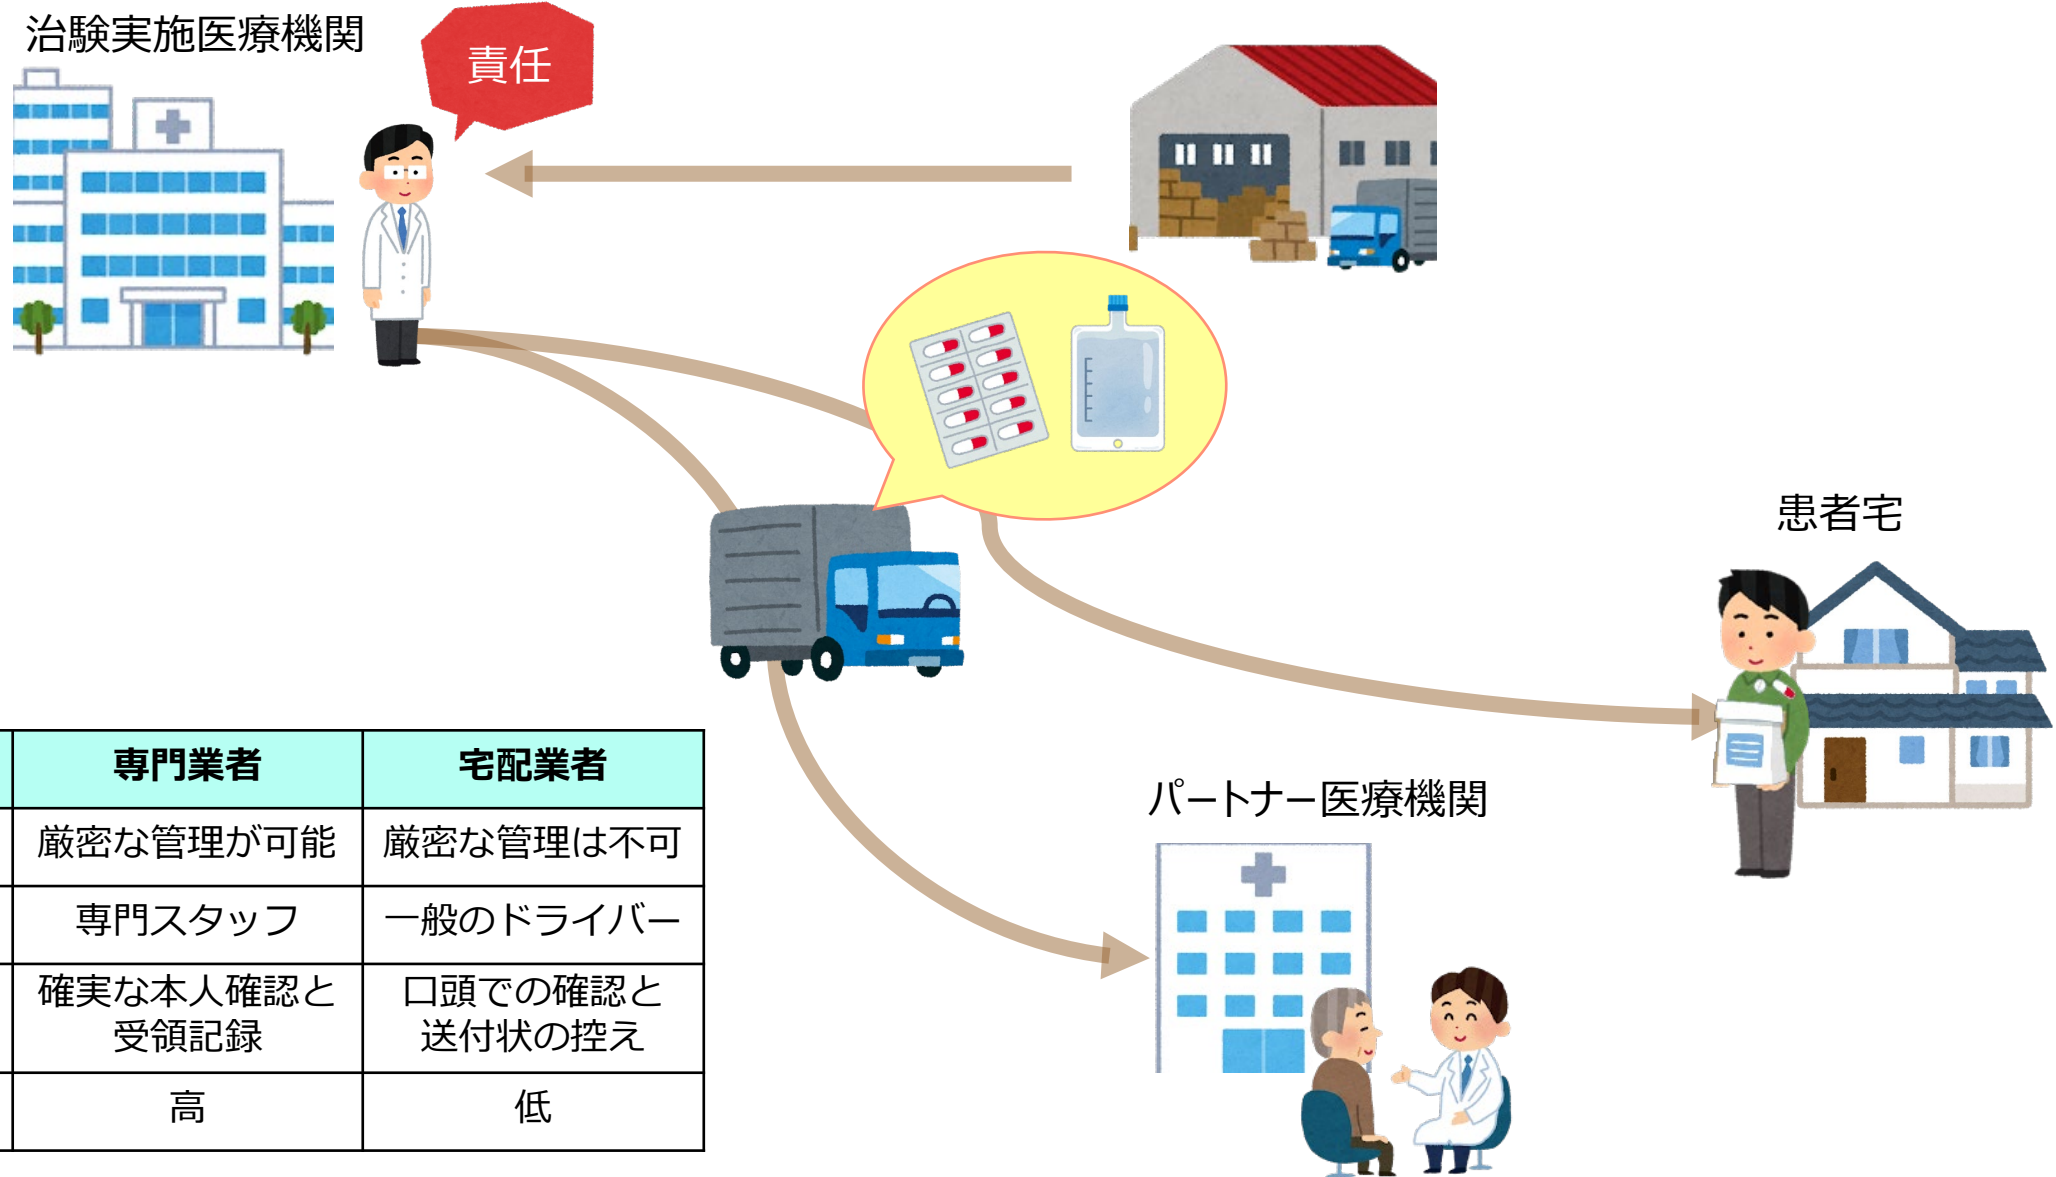 治験実施医療機関
責任
患者宅
パートナー医療機関
専門業者 宅配業者
厳密な管理が可能 厳密な管理は不可
専門スタッフ 一般のドライバー
確実な本人確認と 口頭での確認と
受領記録 送付状の控え
高 低